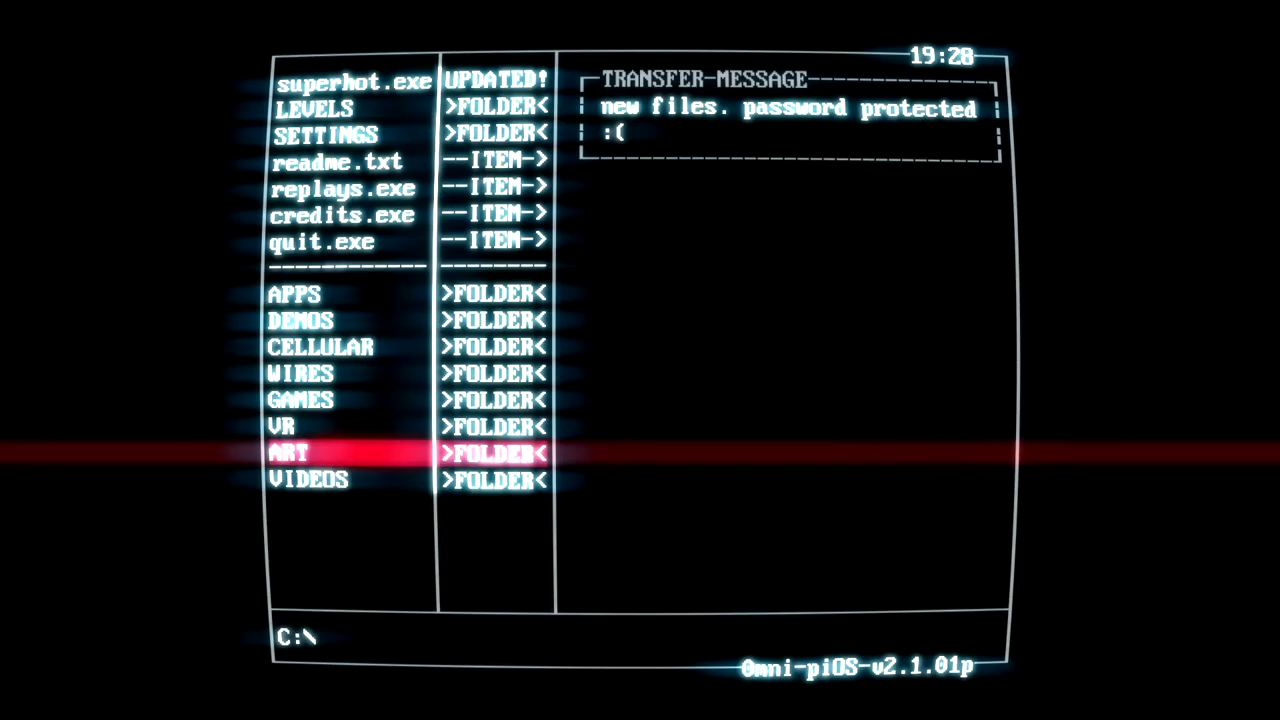 19:28
superhot.exe UPDATED!
LEVELS >FOLDER<
SETTINGS >FOLDER<
readme.txt --ITEM->
replays.exe --ITEM->
credits.exe --ITEM->
quit.exe --ITEM->
------------ --------
APPS >FOLDER<
DEMOS >FOLDER<
CELLULAR >FOLDER<
WIRES >FOLDER<
GAMES >FOLDER<
VR >FOLDER<
ART >FOLDER<
VIDEOS >FOLDER<
TRANSFER-MESSAGE
new files. password protected
:(
C:\
Omni-piOS-v2.1.01p